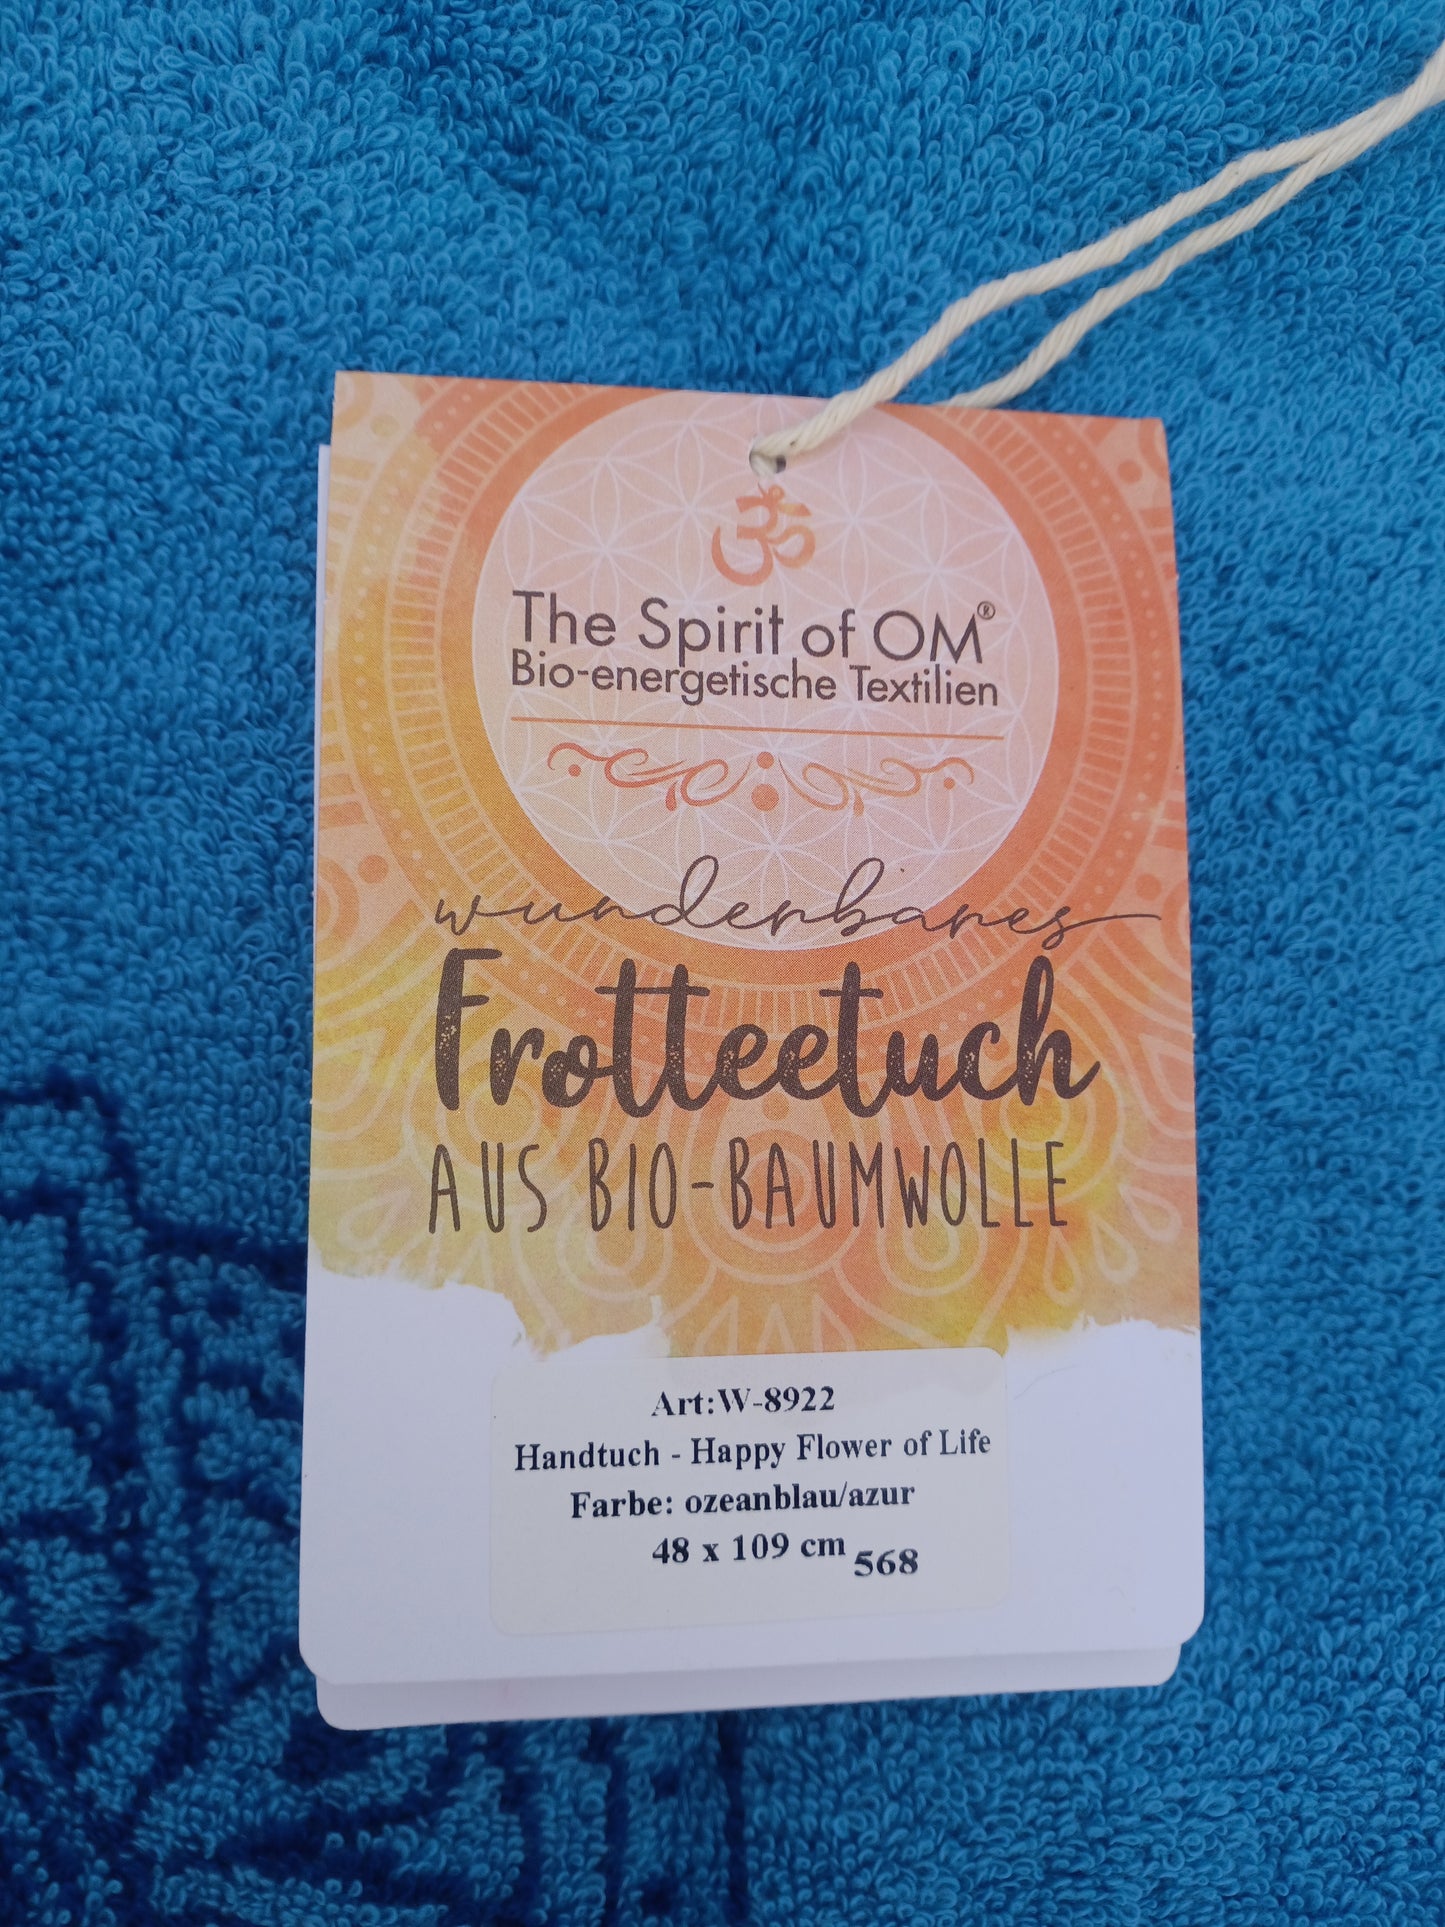 ॐ
The Spirit of OM®
Bio-energetische Textilien
wunderbares
Frotteetuch
AUS BIO-BAUMWOLLE
Art:W-8922
Handtuch - Happy Flower of Life
Farbe: ozeanblau/azur
48 x 109 cm 568